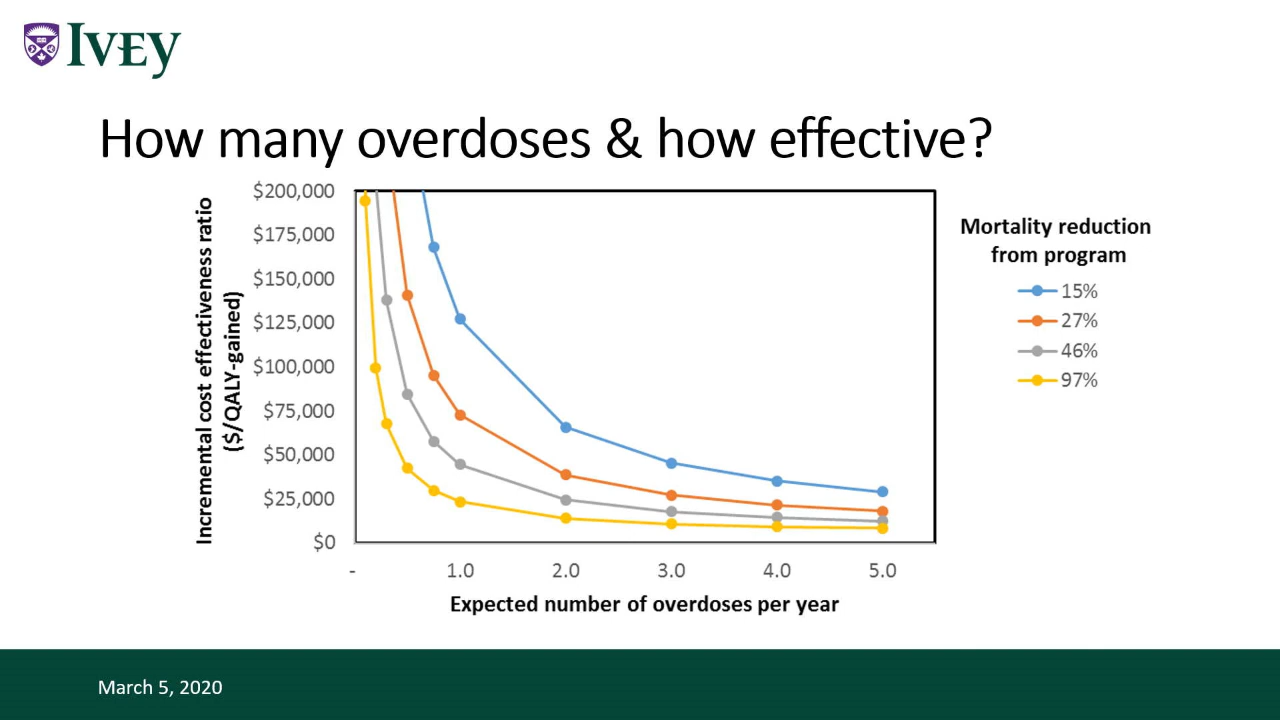 IVEY
How many overdoses & how effective?
Incremental cost effectiveness ratio
($/QALY-gained)
$200,000
$175,000
$150,000
$125,000
$100,000
$75,000
$50,000
$25,000
$0
-
1.0
2.0
3.0
4.0
5.0
Expected number of overdoses per year
Mortality reduction
from program
15%
27%
46%
97%
March 5, 2020